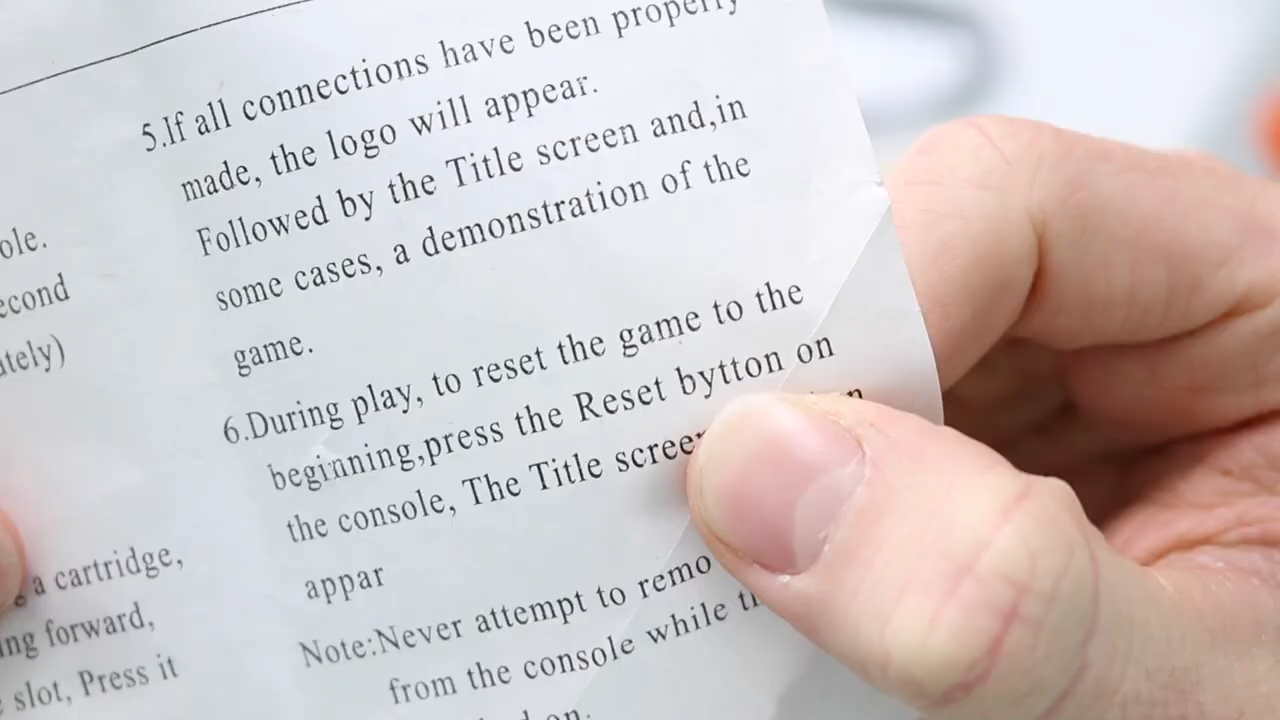 ole.
econd
ately)
a cartridge,
ing forward,
slot, Press it
5.If all connections have been properly
made, the logo will appear.
Followed by the Title screen and,in
some cases, a demonstration of the
game.
6.During play, to reset the game to the
beginning,press the Reset bytton on
the console, The Title screen
appar
Note:Never attempt to remo
from the console while th
on.